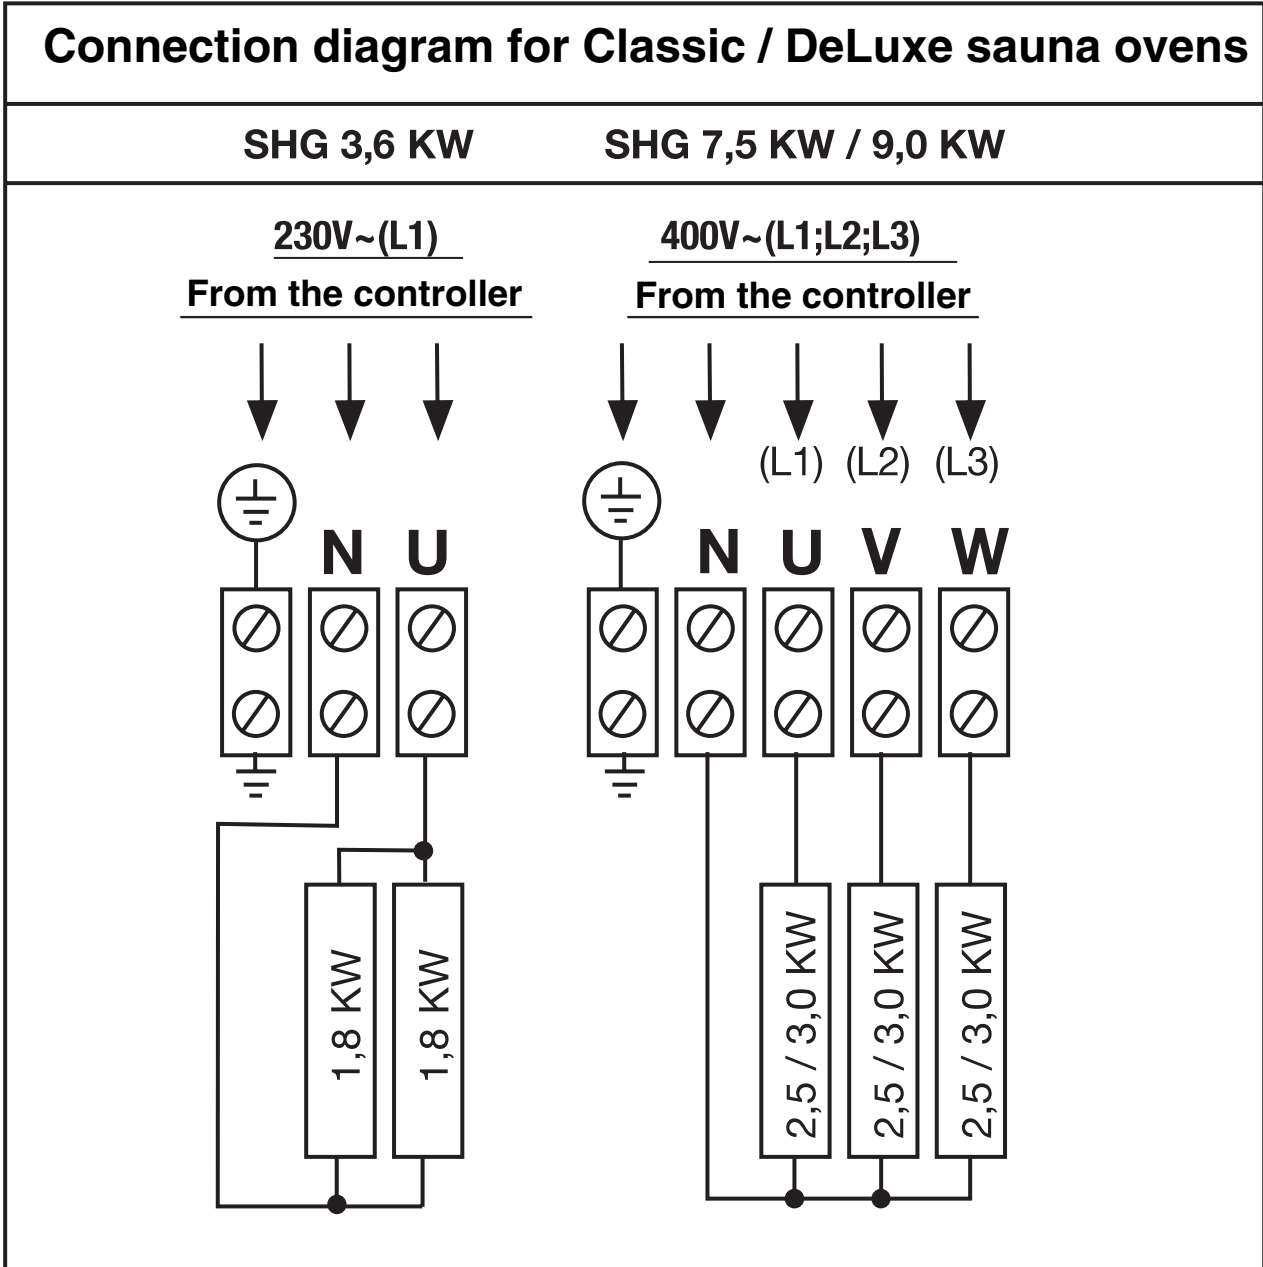 Connection diagram for Classic / DeLuxe sauna ovens
SHG 3,6 KW
SHG 7,5 KW / 9,0 KW
230V~(L1)
From the controller
N U
1,8 KW
1,8 KW
400V~(L1;L2;L3)
From the controller
(L1) (L2) (L3)
N U V W
2,5 / 3,0 KW
2,5 / 3,0 KW
2,5 / 3,0 KW